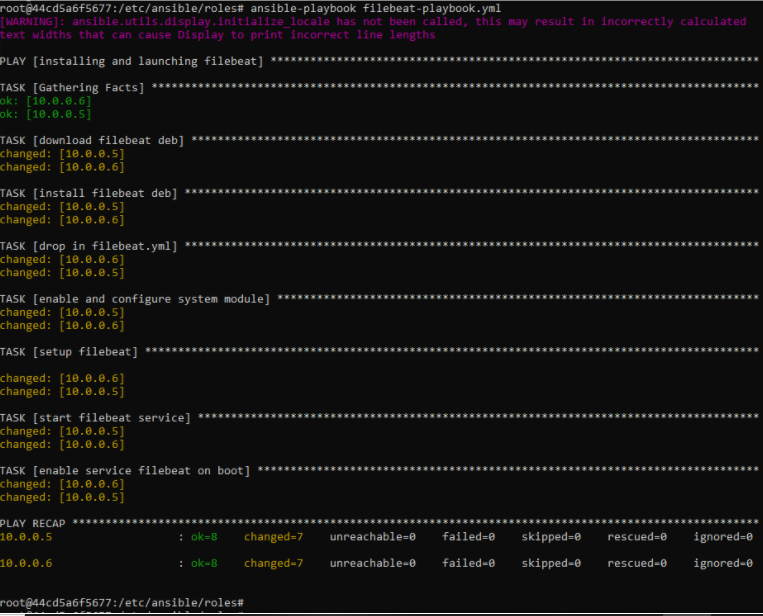 root@44cd5a6f5677:/etc/ansible/roles# ansible-playbook filebeat-playbook.yml
[WARNING]: ansible.utils.display.initialize_locale has not been called, this may result in incorrectly calculated
text widths that can cause Display to print incorrect line lengths
PLAY [installing and launching filebeat] **************************************************************************
TASK [Gathering Facts] ********************************************************************************************
ok: [10.0.0.6]
ok: [10.0.0.5]
TASK [download filebeat deb] **************************************************************************************
changed: [10.0.0.5]
changed: [10.0.0.6]
TASK [install filebeat deb] ***************************************************************************************
changed: [10.0.0.5]
changed: [10.0.0.6]
TASK [drop in filebeat.yml] ***************************************************************************************
changed: [10.0.0.6]
changed: [10.0.0.5]
TASK [enable and configure system module] *************************************************************************
changed: [10.0.0.5]
changed: [10.0.0.6]
TASK [setup filebeat] *********************************************************************************************
changed: [10.0.0.6]
changed: [10.0.0.5]
TASK [start filebeat service] *************************************************************************************
changed: [10.0.0.5]
changed: [10.0.0.6]
TASK [enable service filebeat on boot] ****************************************************************************
changed: [10.0.0.6]
changed: [10.0.0.5]
PLAY RECAP ********************************************************************************************************
10.0.0.5                   : ok=8    changed=7    unreachable=0    failed=0    skipped=0    rescued=0    ignored=0
10.0.0.6                   : ok=8    changed=7    unreachable=0    failed=0    skipped=0    rescued=0    ignored=0
root@44cd5a6f5677:/etc/ansible/roles#